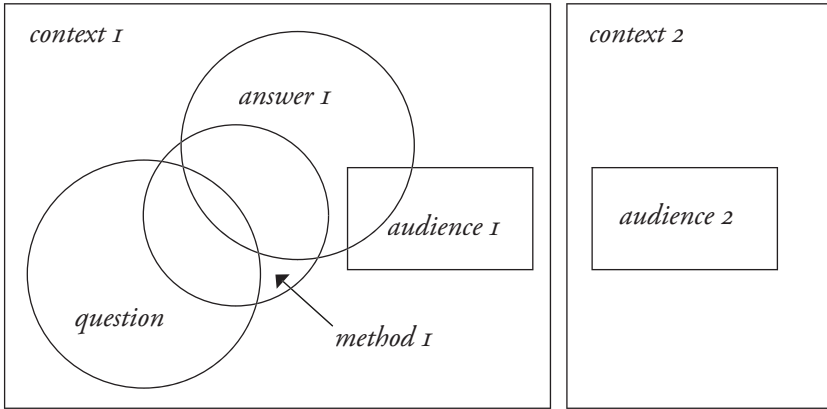 context 1
context 2
answer 1
audience 1
audience 2
question
method 1